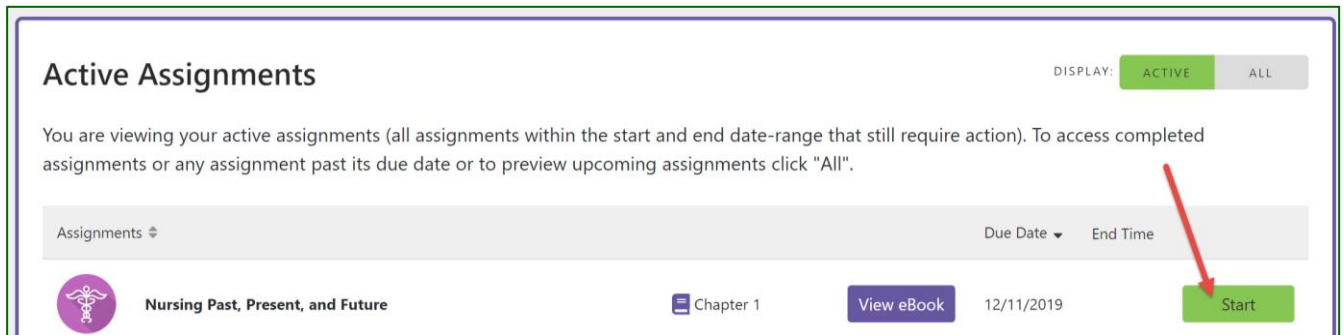 Active Assignments
DISPLAY: ACTIVE ALL
You are viewing your active assignments (all assignments within the start and end date-range that still require action). To access completed
assignments or any assignment past its due date or to preview upcoming assignments click "All".
Assignments Due Date End Time
Nursing Past, Present, and Future Chapter 1 View eBook 12/11/2019 Start